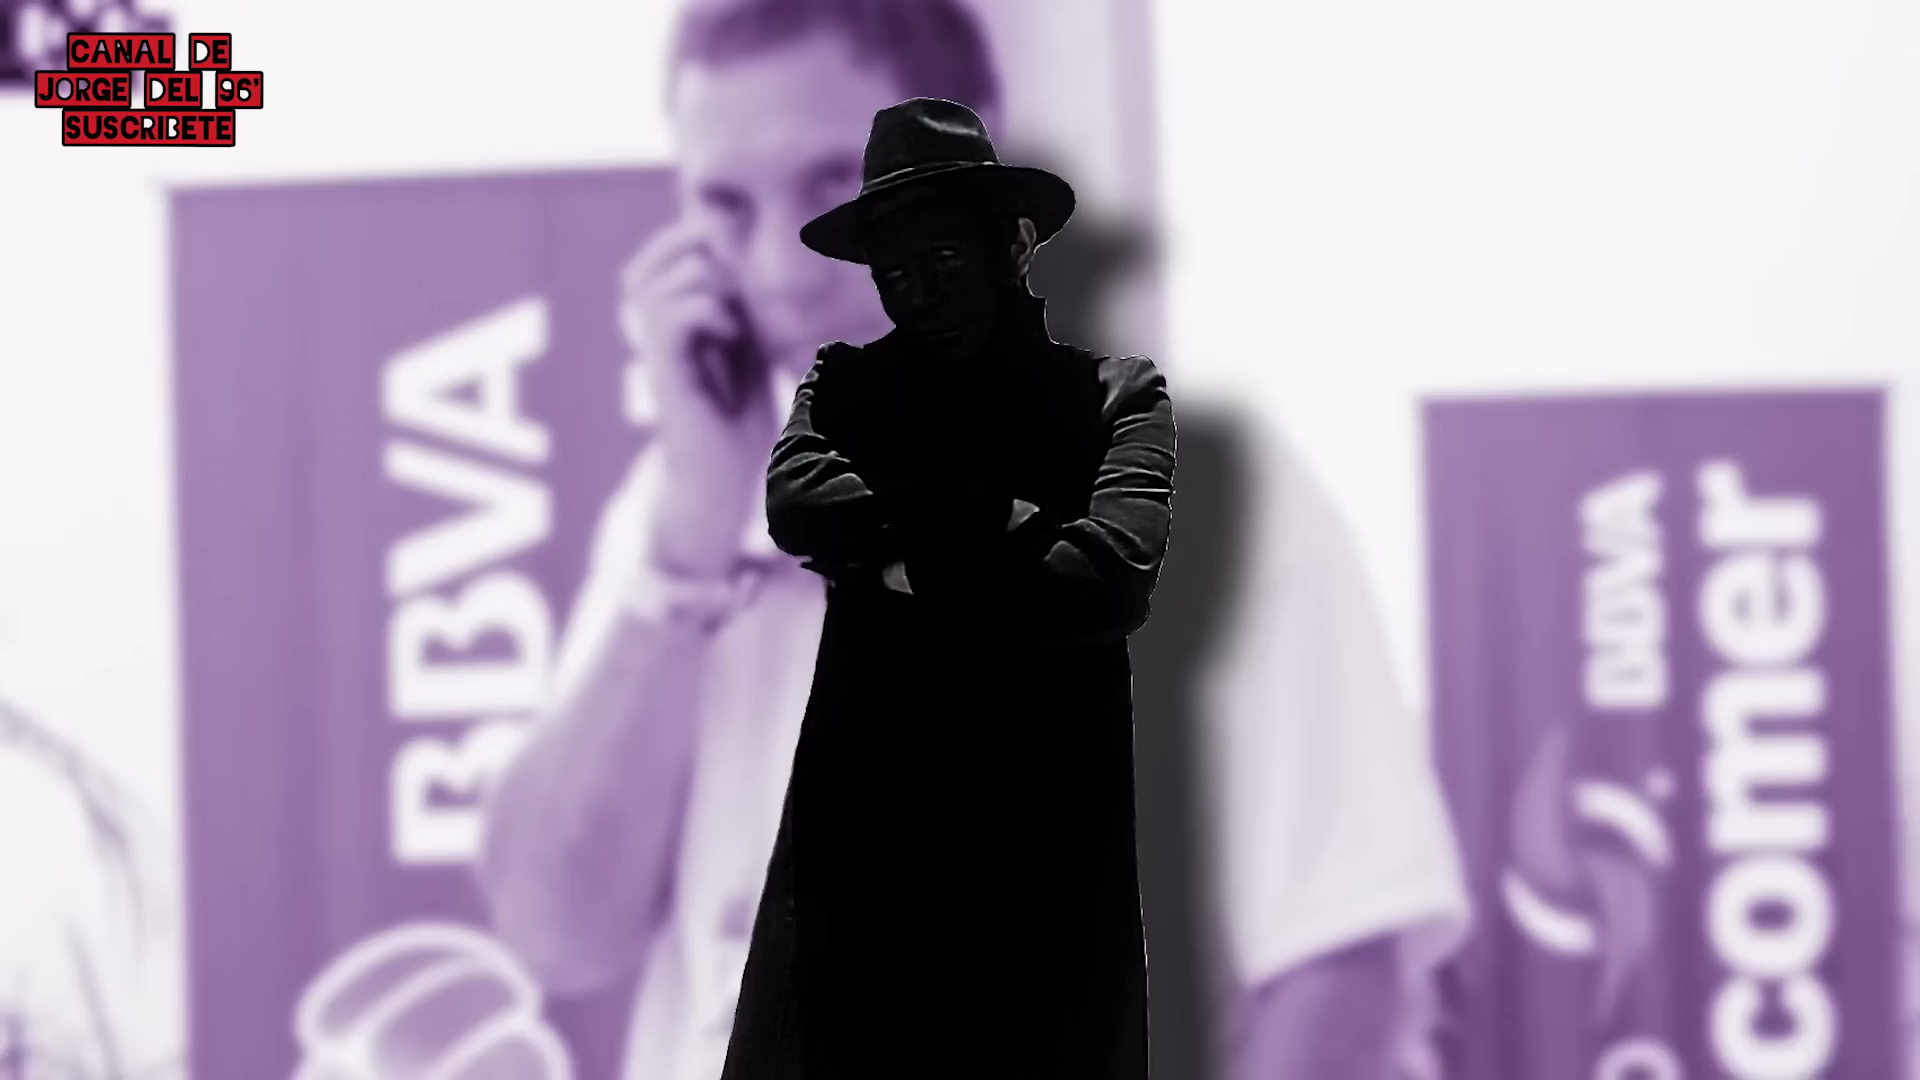 CANAL DE
JORGE DEL 96'
SUSCRIBETE
BBVA
BBVA
comer